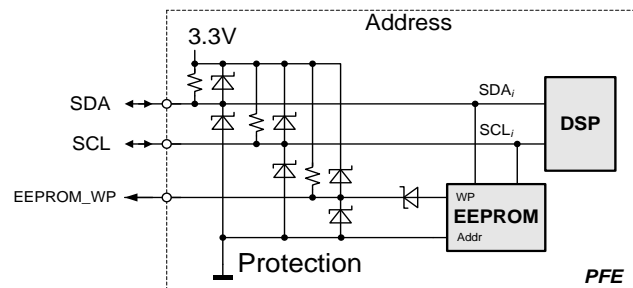 Address
3.3V
SDA
SDAi
SCL
SCLi
DSP
EEPROM_WP
WP
EEPROM
Addr
Protection
PFE